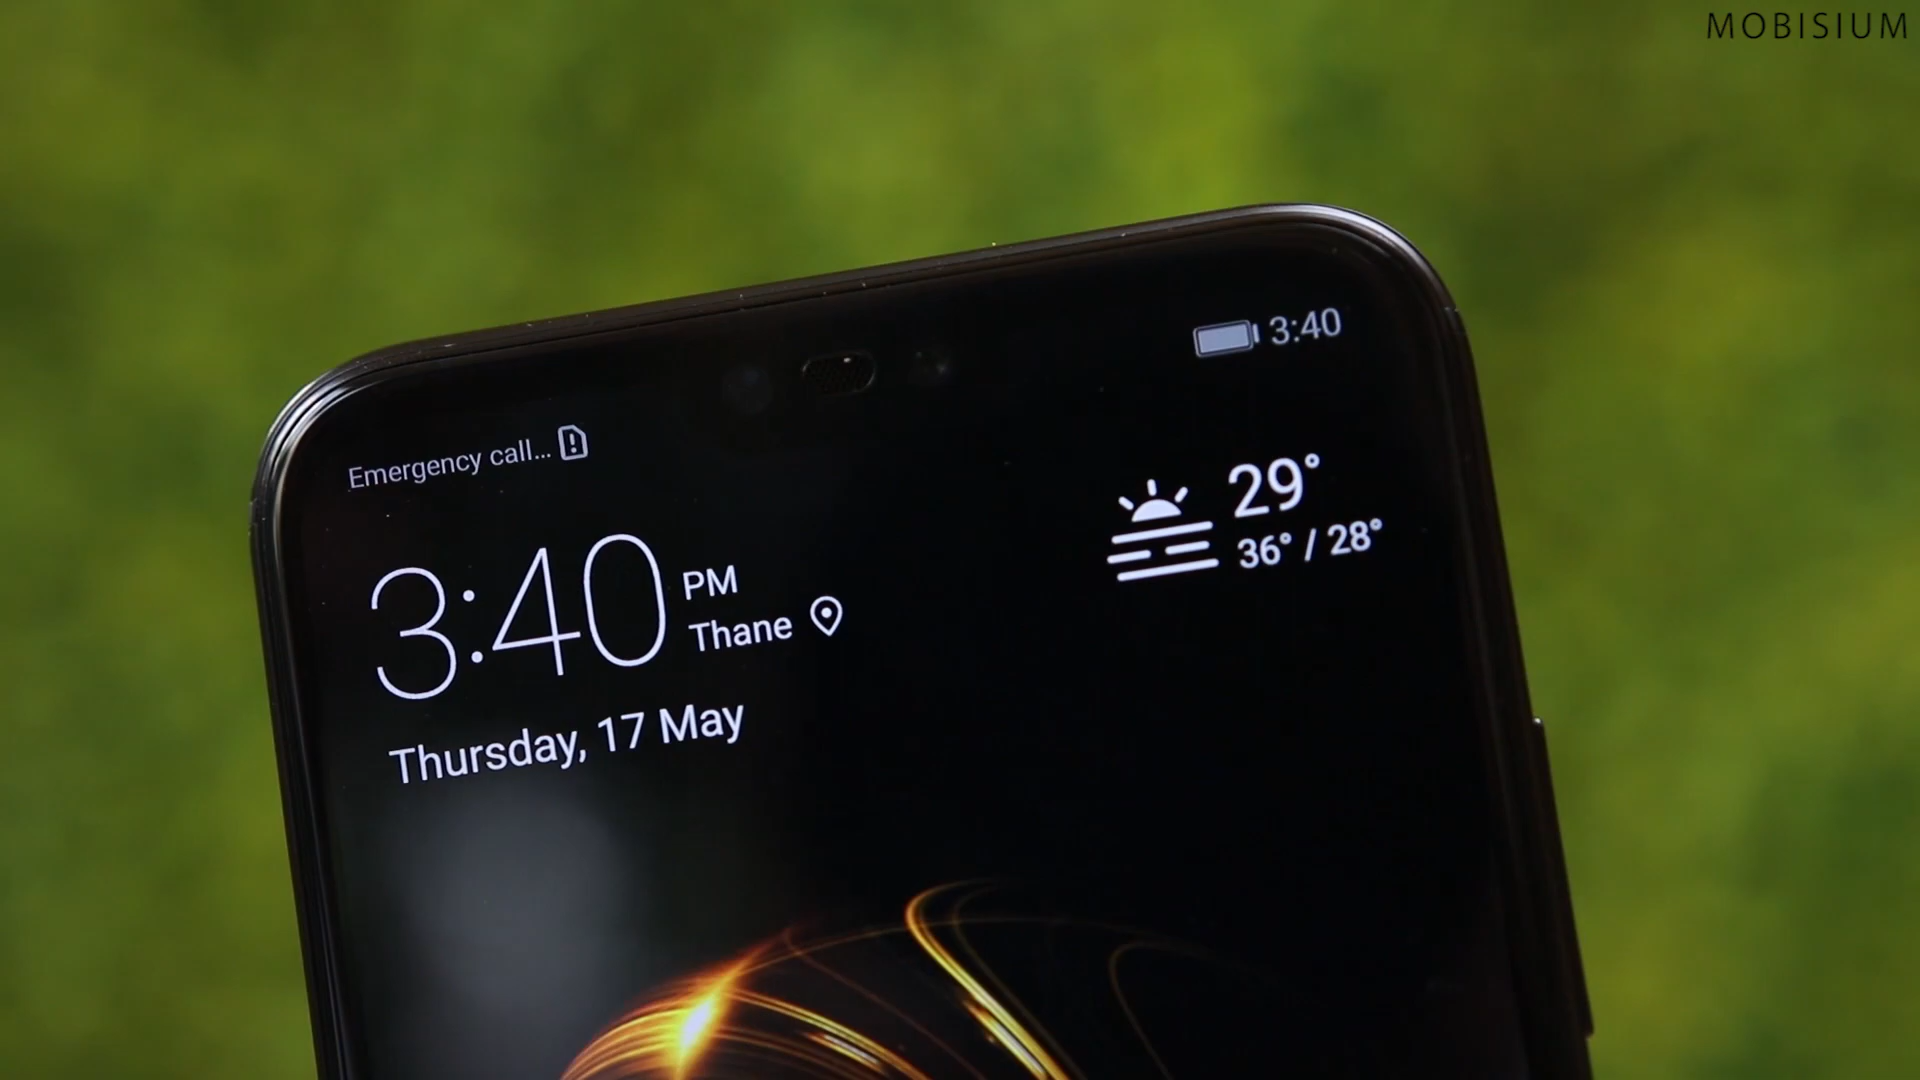 MOBISIUM
3:40
Emergency call...
29°
36° / 28°
3:40 PM
Thane
Thursday, 17 May